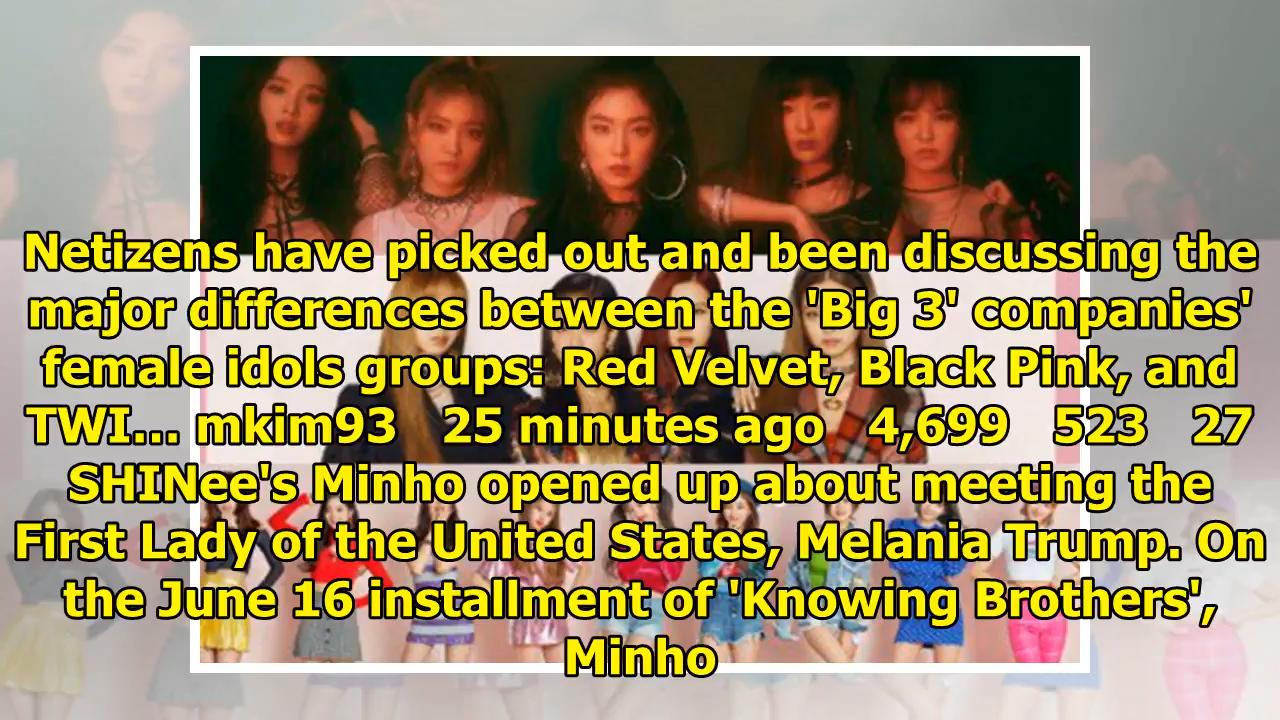 Netizens have picked out and been discussing the
major differences between the 'Big 3' companies'
female idols groups: Red Velvet, Black Pink, and
TWI... mkim93 25 minutes ago 4,699 523 27
SHINee's Minho opened up about meeting the
First Lady of the United States, Melania Trump. On
the June 16 installment of 'Knowing Brothers',
Minho